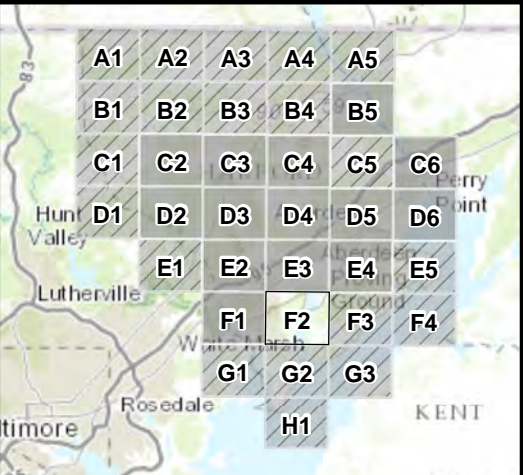 83
A1 A2 A3 A4 A5
B1 B2 B3 B4 B5
C1 C2 C3 C4 C5 C6
Perry
Point
Hunt
Valley
D1 D2 D3 D4 D5 D6
E1 E2 E3 E4 E5
Aberdeen
Proving
Ground
Lutherville
F1 F2 F3 F4
White Marsh
G1 G2 G3
Rosedale
KENT
ltimore
H1